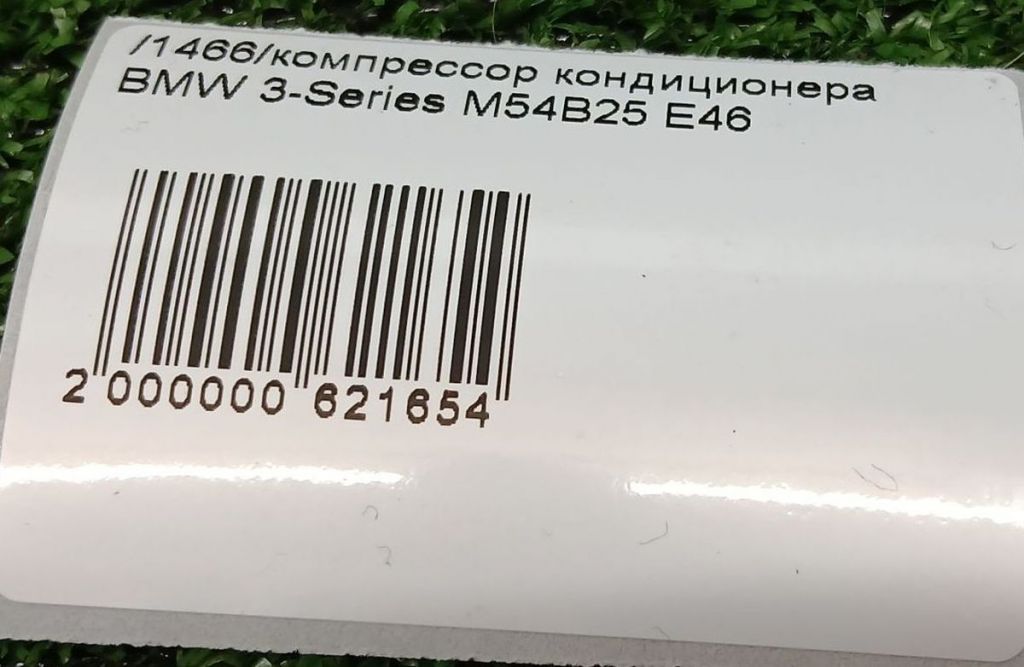 /1466/компрессор кондиционера
BMW 3-Series M54B25 E46
2 000000 621654